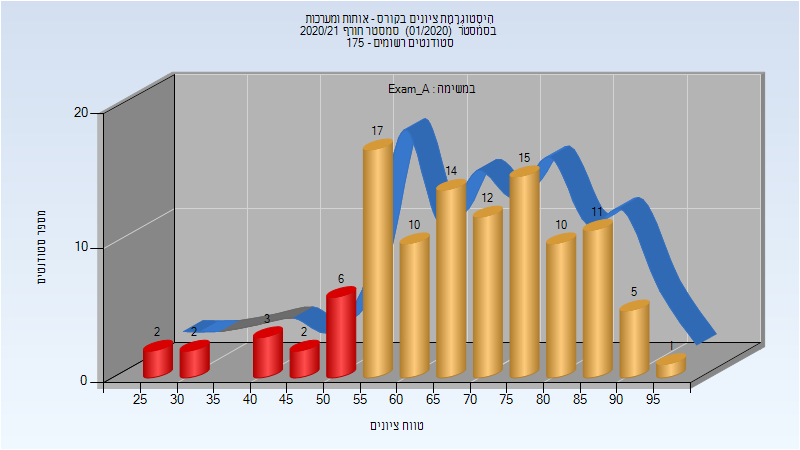 היסטוגרמת ציונים בקורס - אותות ומערכות
בסמסטר (01/2020) סמסטר חורף 2020/21
סטודנטים רשומים - 175
במשימה : Exam_A
מספר סטודנטים
20
10
0
2
2
3
2
6
17
10
14
12
15
10
11
5
1
25 30 35 40 45 50 55 60 65 70 75 80 85 90 95
טווח ציונים